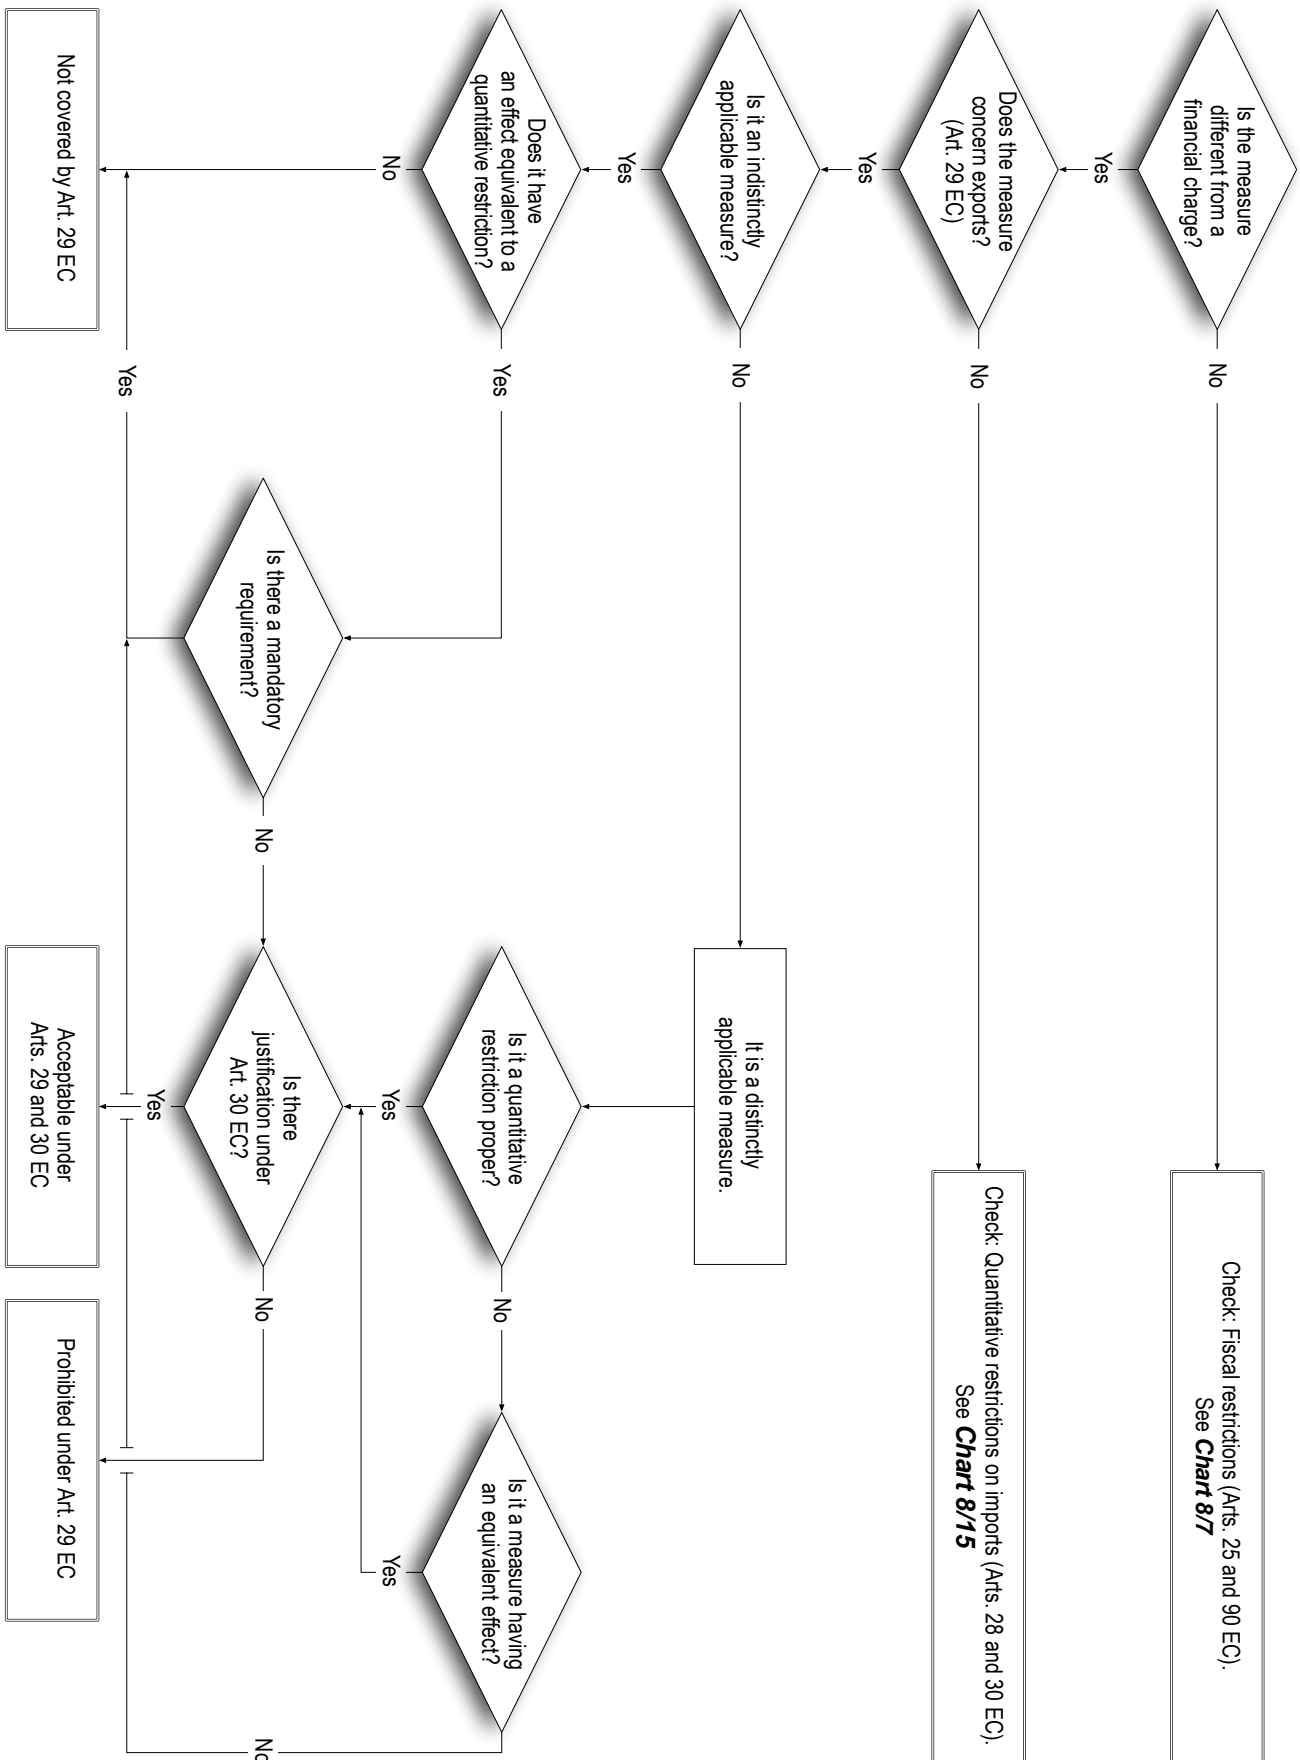 Is the measure
different from a
financial charge?
No
Check: Fiscal restrictions (Arts. 25 and 90 EC).
See Chart 8/7
Yes
Does the measure
concern exports?
(Art. 29 EC)
No
Check: Quantitative restrictions on imports (Arts. 28 and 30 EC).
See Chart 8/15
Yes
Is it an indistinctly
applicable measure?
No
It is a distinctly
applicable measure.
Yes
Does it have
an effect equivalent to a
quantitative restriction?
Yes
Is it a quantitative
restriction proper?
No
Is it a measure having
an equivalent effect?
No
Yes
Yes
Is there a mandatory
requirement?
No
Is there
justification under
Art. 30 EC?
No
No
Yes
Yes
Not covered by Art. 29 EC
Acceptable under
Arts. 29 and 30 EC
Prohibited under Art. 29 EC